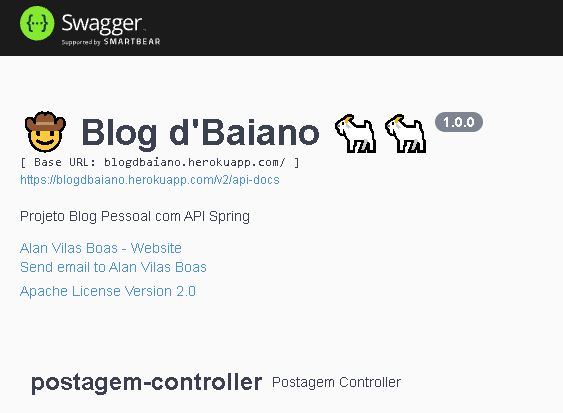 Swagger
Supported by SMARTBEAR
Blog d'Baiano 1.0.0
[ Base URL: blogdbaiano.herokuapp.com/ ]
https://blogdbaiano.herokuapp.com/v2/api-docs
Projeto Blog Pessoal com API Spring
Alan Vilas Boas - Website
Send email to Alan Vilas Boas
Apache License Version 2.0
postagem-controller Postagem Controller